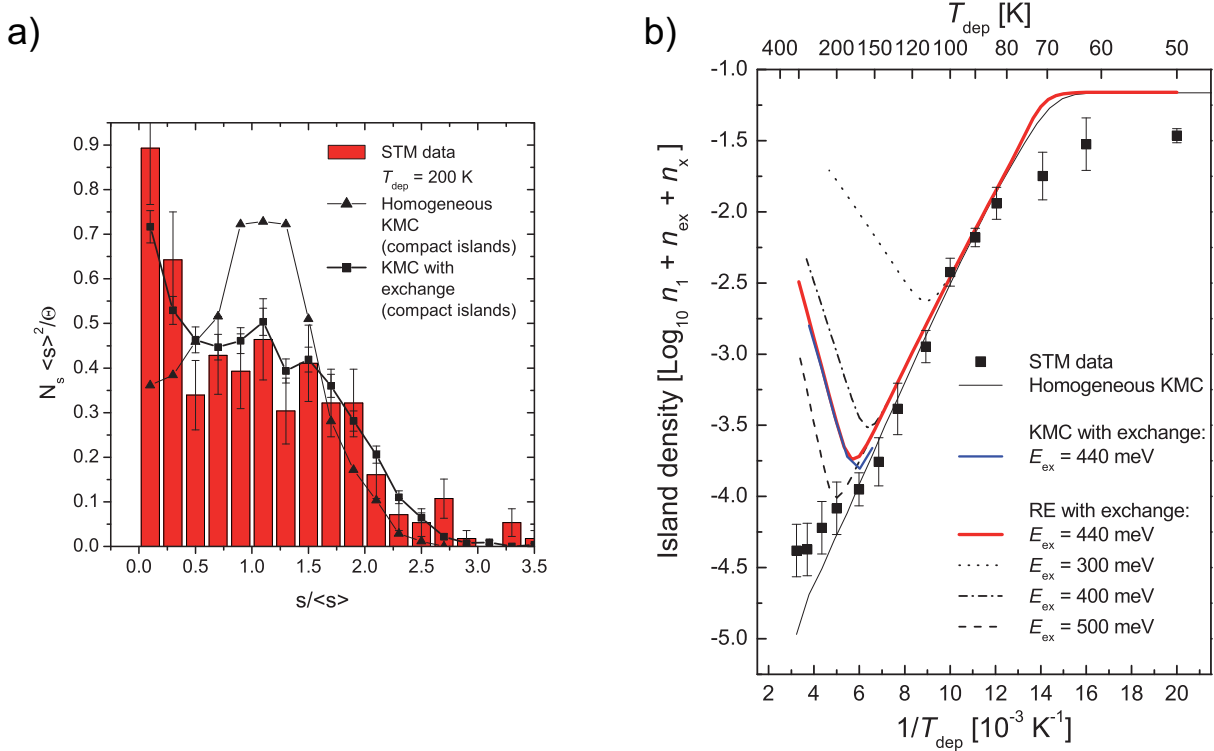 a)
0.9
0.8
0.7
0.6
0.5
0.4
0.3
0.2
0.1
0.0
N_s <s>²/Θ
STM data
T_dep = 200 K
Homogeneous
KMC
(compact islands)
KMC with
exchange
(compact islands)
0.0 0.5 1.0 1.5 2.0 2.5 3.0 3.5
s/<s>
b)
T_dep [K]
400 200 150 120 100 80 70 60 50
-1.0
-1.5
-2.0
-2.5
-3.0
-3.5
-4.0
-4.5
-5.0
Island density [Log₁₀ n₁ + n_ex + n_x]
STM data
Homogeneous KMC
KMC with exchange:
E_ex = 440 meV
RE with exchange:
E_ex = 440 meV
E_ex = 300 meV
E_ex = 400 meV
E_ex = 500 meV
2 4 6 8 10 12 14 16 18 20
1/T_dep [10⁻³ K⁻¹]